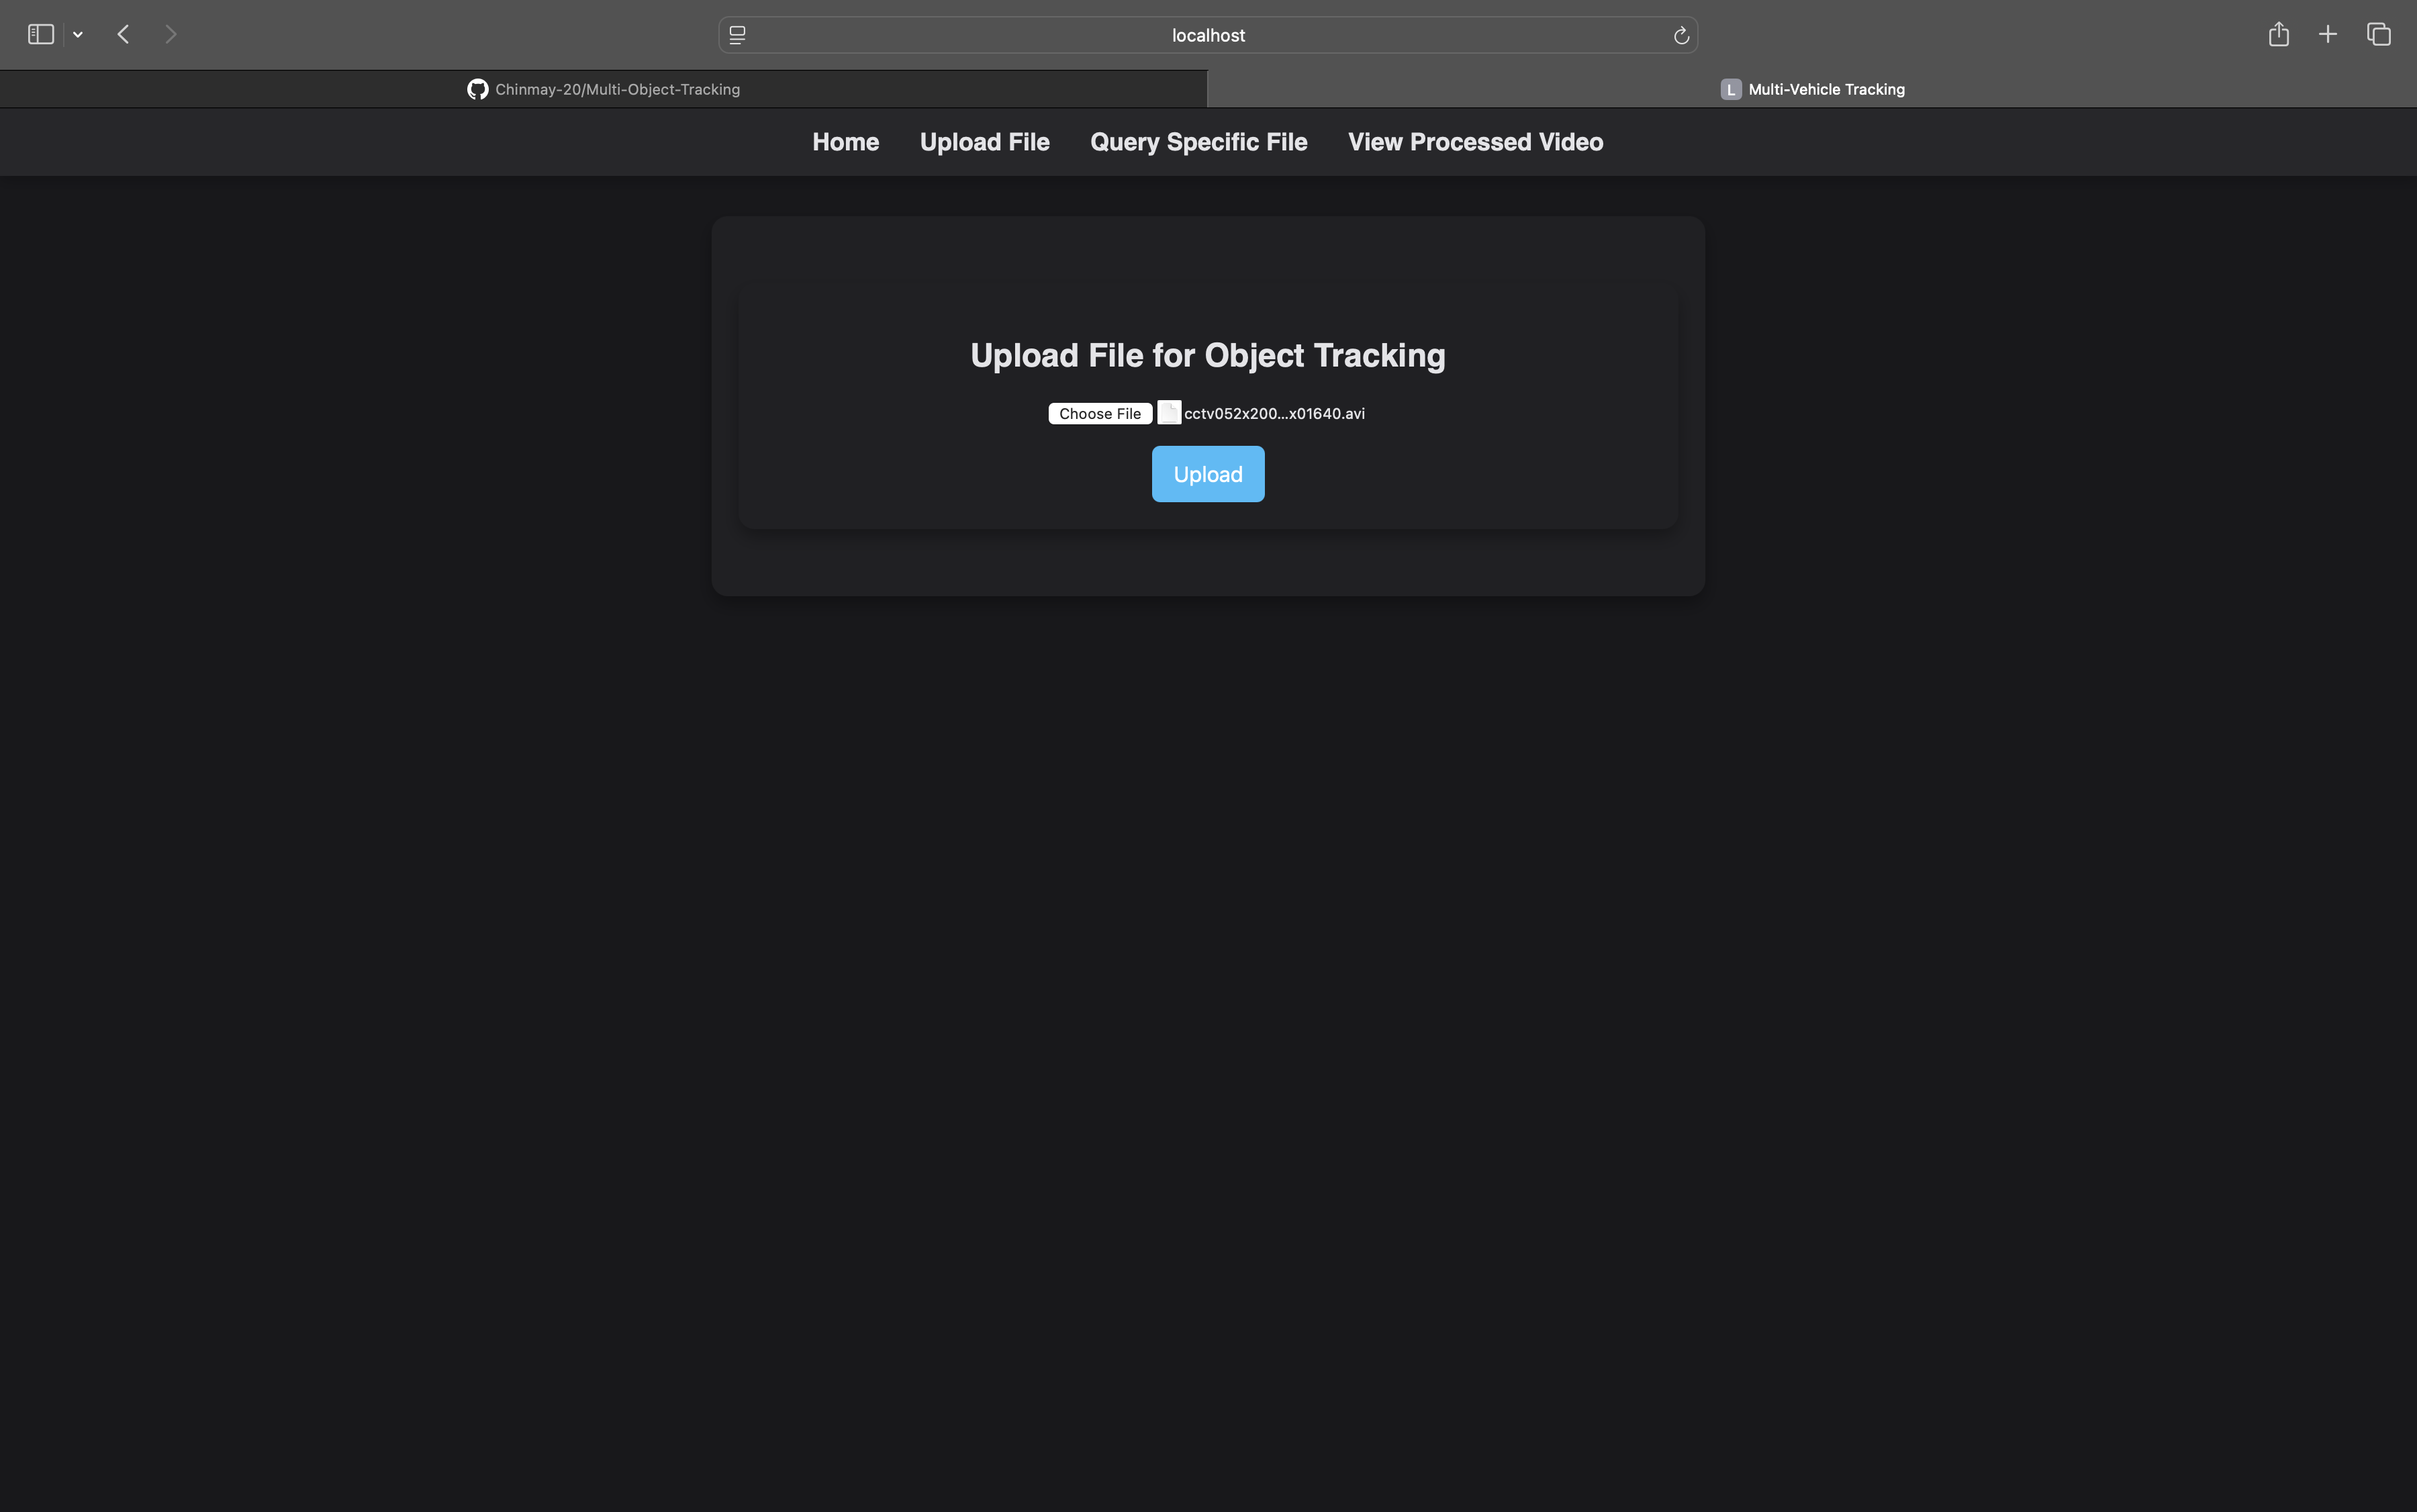 localhost
Chinmay-20/Multi-Object-Tracking
L Multi-Vehicle Tracking
Home Upload File Query Specific File View Processed Video
Upload File for Object Tracking
Choose File cctv052x200...x01640.avi
Upload